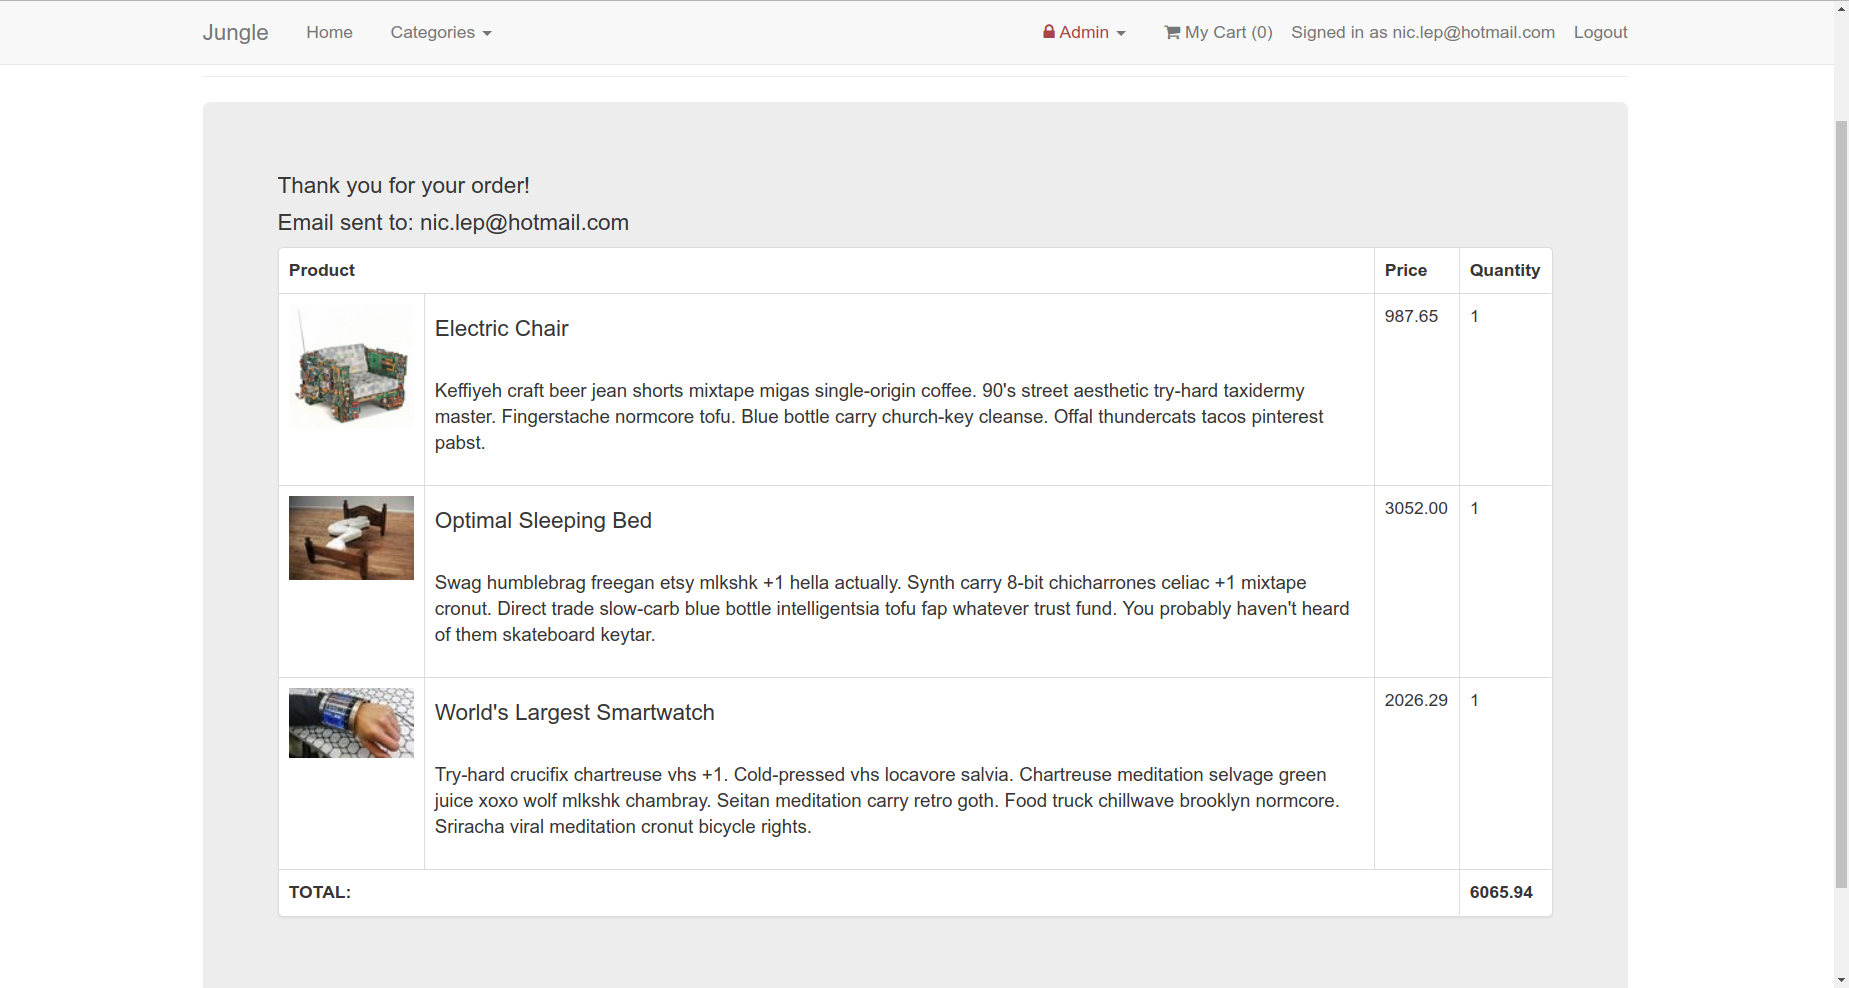 Jungle Home Categories Admin My Cart (0) Signed in as nic.lep@hotmail.com Logout
Thank you for your order!
Email sent to: nic.lep@hotmail.com
Product Price Quantity
Electric Chair 987.65 1
Keffiyeh craft beer jean shorts mixtape migas single-origin coffee. 90's street aesthetic try-hard taxidermy
master. Fingerstache normcore tofu. Blue bottle carry church-key cleanse. Offal thundercats tacos pinterest
pabst.
Optimal Sleeping Bed 3052.00 1
Swag humblebrag freegan etsy mlkshk +1 hella actually. Synth carry 8-bit chicharrones celiac +1 mixtape
cronut. Direct trade slow-carb blue bottle intelligentsia tofu fap whatever trust fund. You probably haven't heard
of them skateboard keytar.
World's Largest Smartwatch 2026.29 1
Try-hard crucifix chartreuse vhs +1. Cold-pressed vhs locavore salvia. Chartreuse meditation selvage green
juice xoxo wolf mlkshk chambray. Seitan meditation carry retro goth. Food truck chillwave brooklyn normcore.
Sriracha viral meditation cronut bicycle rights.
TOTAL: 6065.94